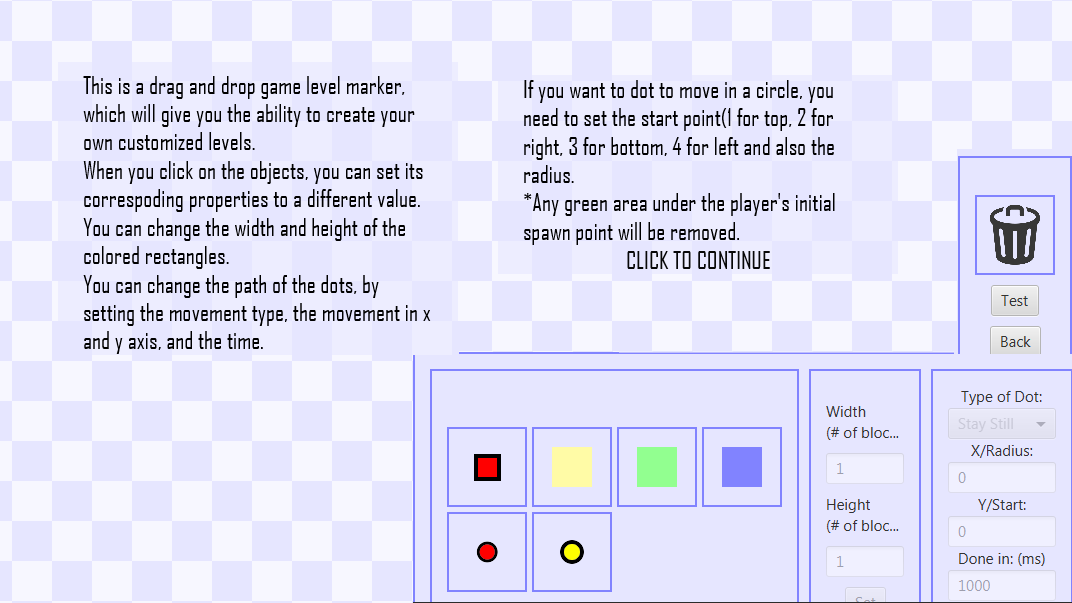 This is a drag and drop game level marker,
which will give you the ability to create your
own customized levels.
When you click on the objects, you can set its
correspoding properties to a different value.
You can change the width and height of the
colored rectangles.
You can change the path of the dots, by
setting the movement type, the movement in x
and y axis, and the time.
If you want to dot to move in a circle, you
need to set the start point(1 for top, 2 for
right, 3 for bottom, 4 for left and also the
radius.
*Any green area under the player's initial
spawn point will be removed.
CLICK TO CONTINUE
Test
Back
Width
(# of bloc...
1
Height
(# of bloc...
1
Set
Type of Dot:
Stay Still
X/Radius:
0
Y/Start:
0
Done in: (ms)
1000